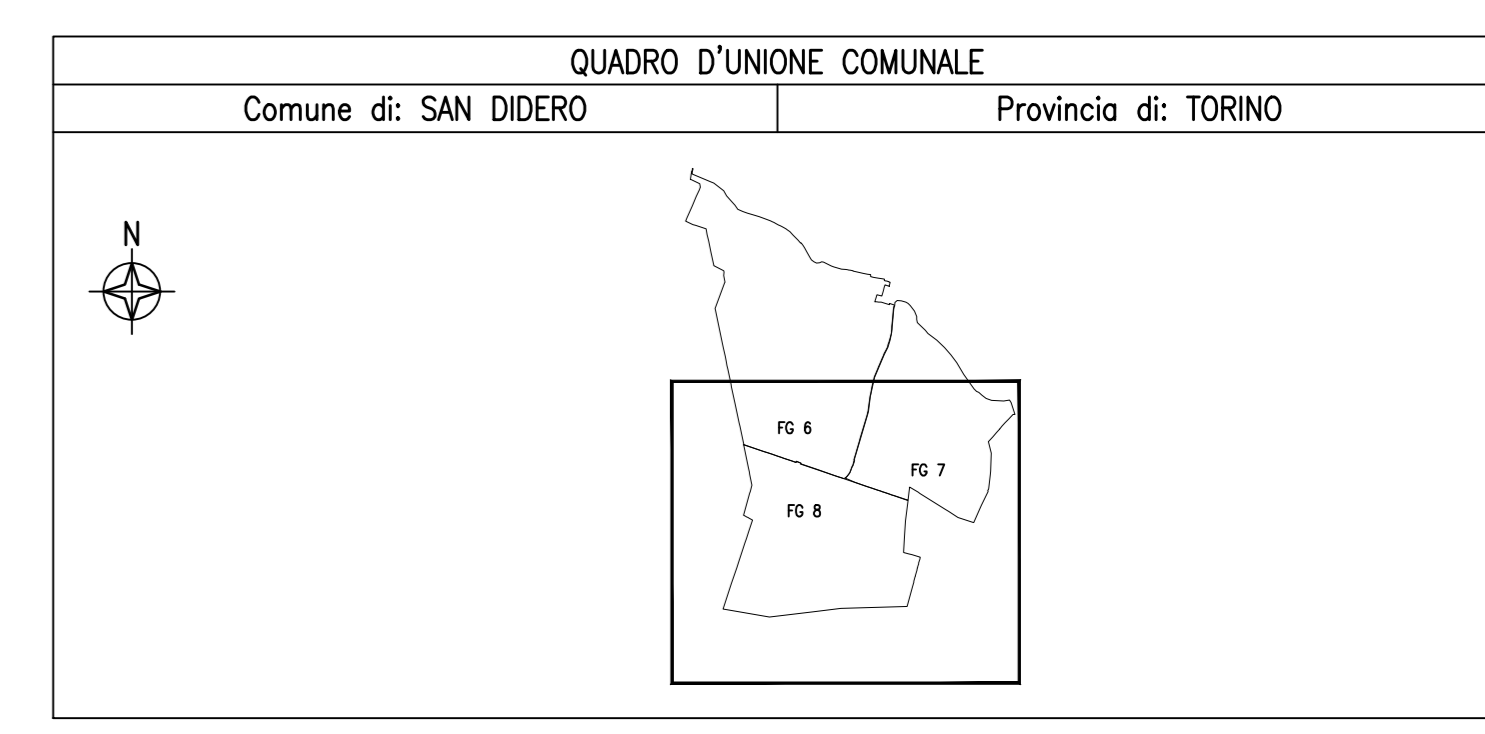 QUADRO D'UNIONE COMUNALE
Comune di: SAN DIDERO
Provincia di: TORINO
N
FG 6
FG 7
FG 8